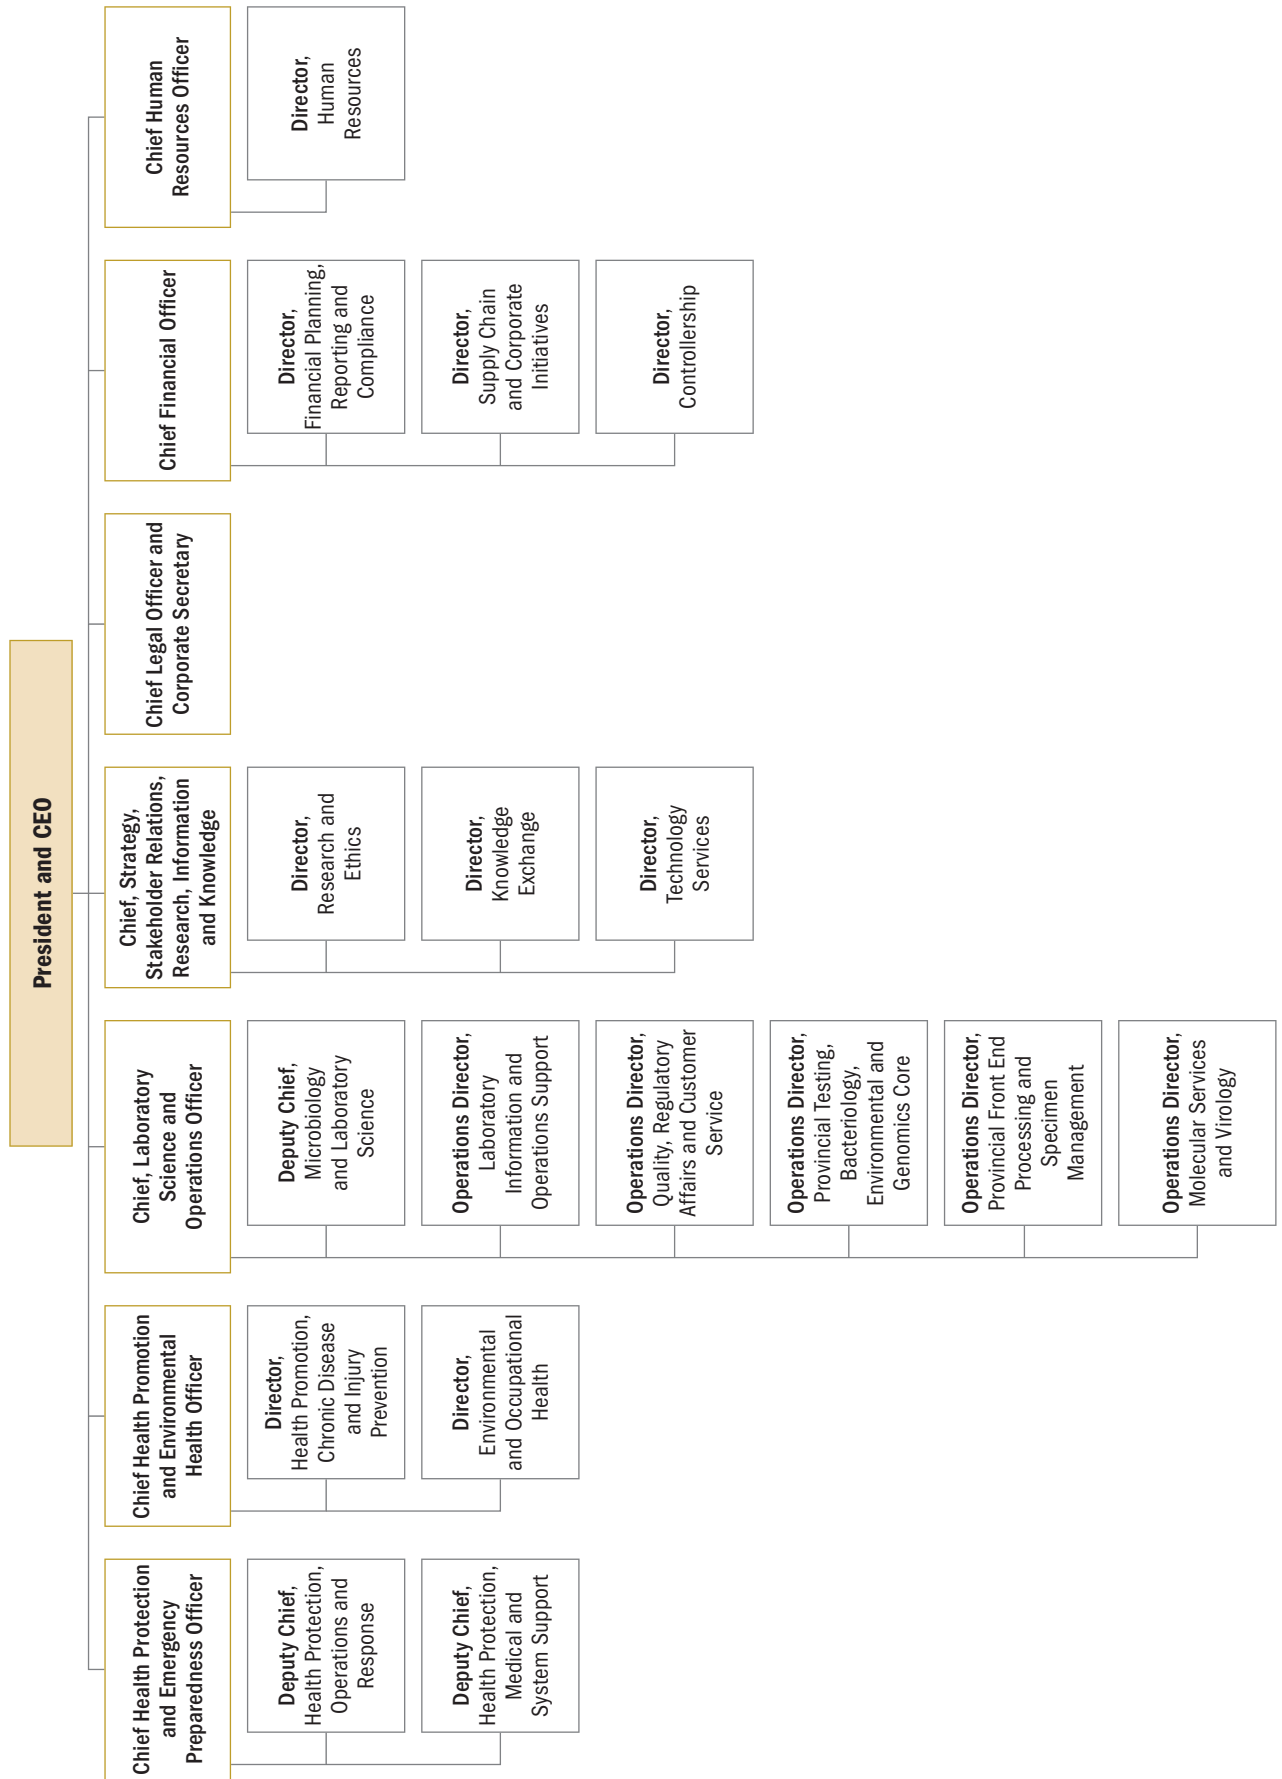 President and CEO
Chief Health Protection
and Emergency
Preparedness Officer
Deputy Chief,
Health Protection,
Operations and
Response
Deputy Chief,
Health Protection,
Medical and
System Support
Chief Health Promotion
and Environmental
Health Officer
Director,
Health Promotion,
Chronic Disease
and Injury
Prevention
Director,
Environmental
and Occupational
Health
Chief, Laboratory
Science and
Operations Officer
Deputy Chief,
Microbiology
and Laboratory
Science
Operations Director,
Laboratory
Information and
Operations Support
Operations Director,
Quality, Regulatory
Affairs and Customer
Service
Operations Director,
Provincial Testing,
Bacteriology,
Environmental and
Genomics Core
Operations Director,
Provincial Front End
Processing and
Specimen
Management
Operations Director,
Molecular Services
and Virology
Chief, Strategy,
Stakeholder Relations,
Research, Information
and Knowledge
Director,
Research and
Ethics
Director,
Knowledge
Exchange
Director,
Technology
Services
Chief Legal Officer and
Corporate Secretary
Chief Financial Officer
Director,
Financial Planning,
Reporting and
Compliance
Director,
Supply Chain
and Corporate
Initiatives
Director,
Controllership
Chief Human
Resources Officer
Director,
Human
Resources